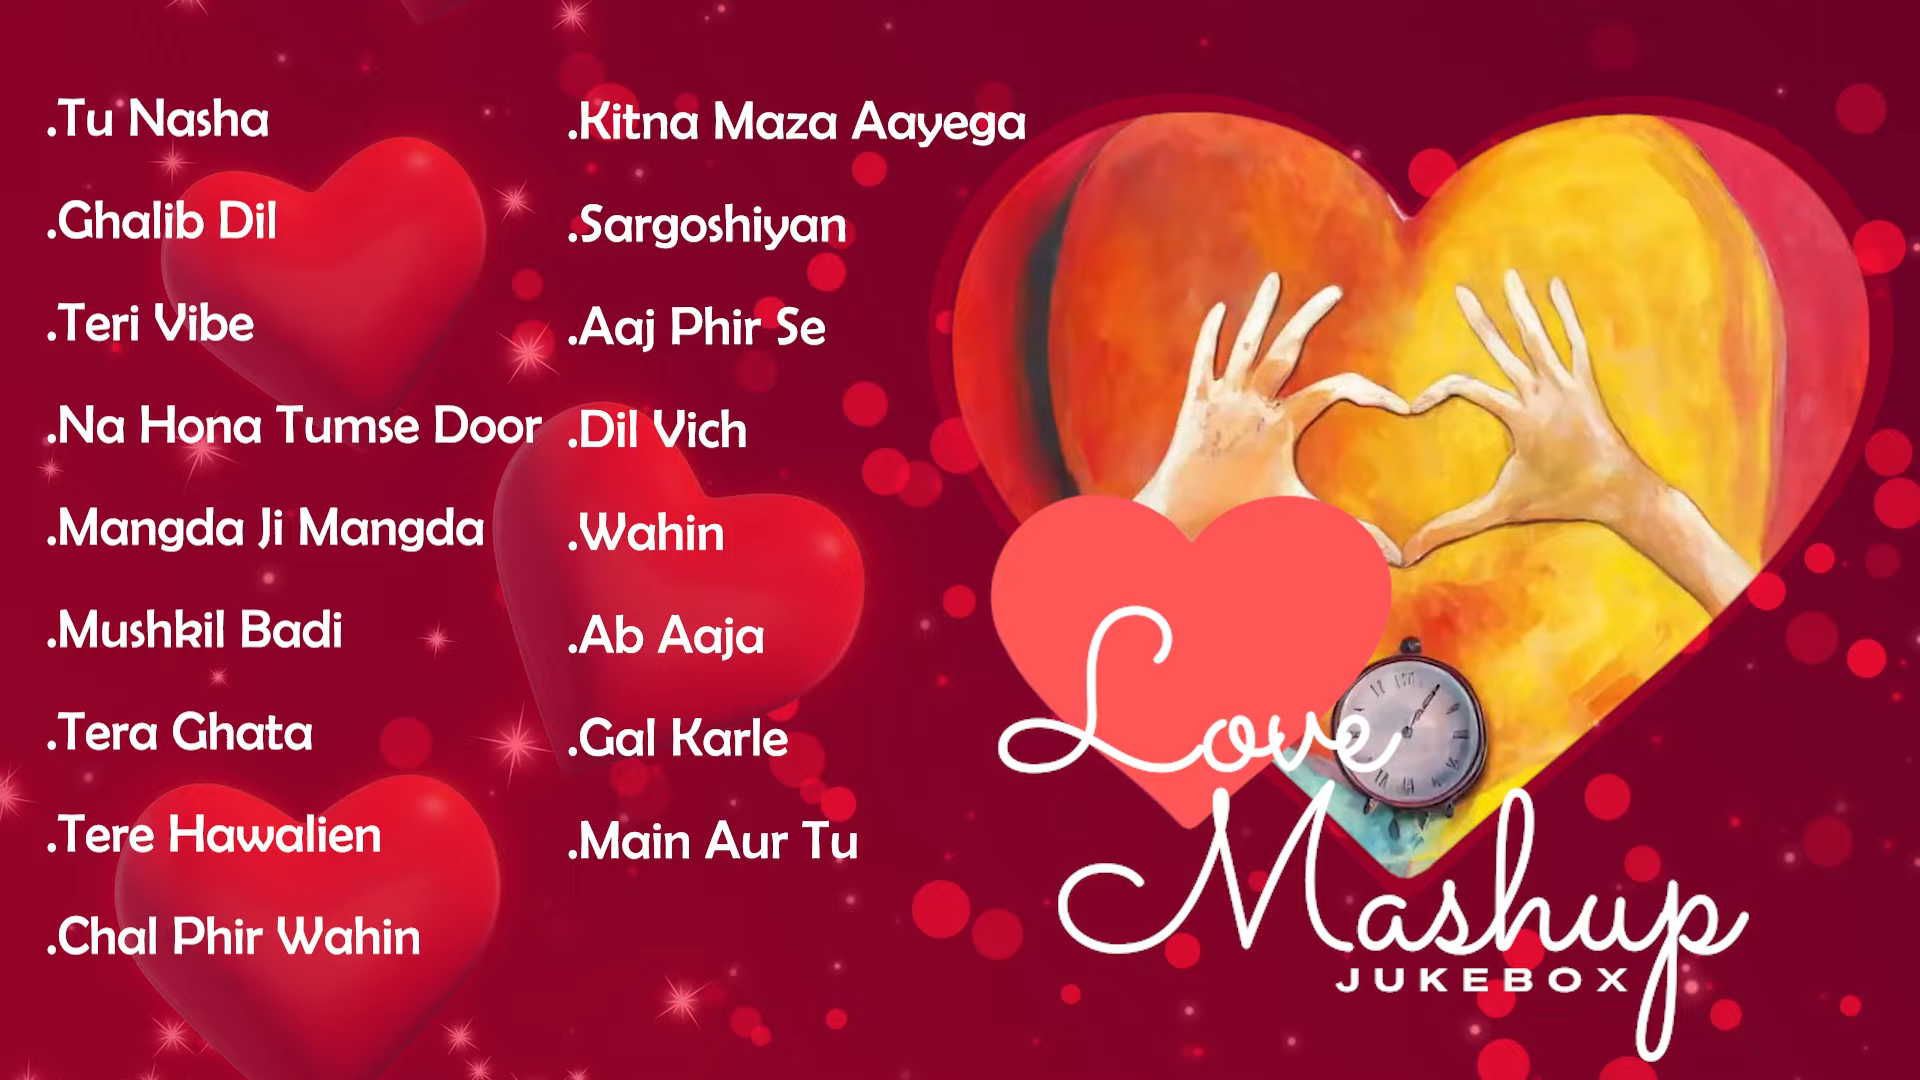 .Tu Nasha
.Ghalib Dil
.Teri Vibe
.Na Hona Tumse Door
.Mangda Ji Mangda
.Mushkil Badi
.Tera Ghata
.Tere Hawalien
.Chal Phir Wahin
.Kitna Maza Aayega
.Sargoshiyan
.Aaj Phir Se
.Dil Vich
.Wahin
.Ab Aaja
.Gal Karle
.Main Aur Tu
Love
Mashup
JUKEBOX